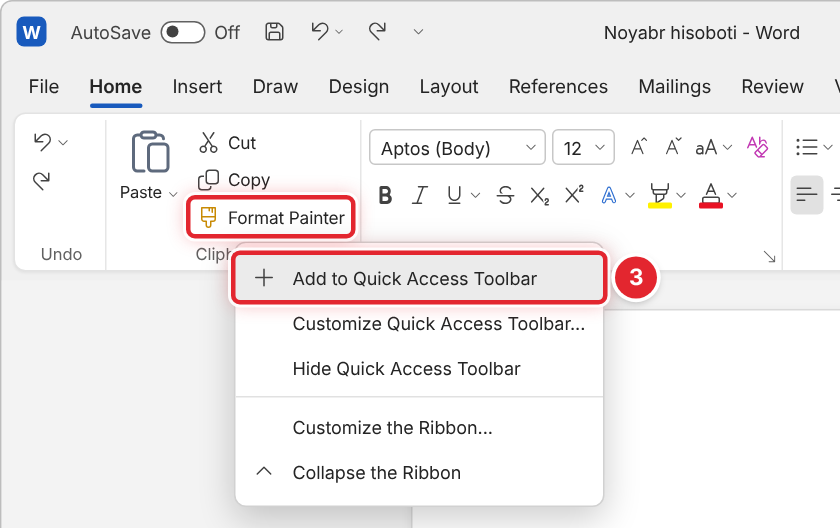 W AutoSave Off Noyabr hisoboti - Word
File Home Insert Draw Design Layout References Mailings Review
Paste
Cut
Copy
Format Painter
Undo
Aptos (Body) 12 A A aA A
B I U S X₂ X² A A
Add to Quick Access Toolbar 3
Customize Quick Access Toolbar...
Hide Quick Access Toolbar
Customize the Ribbon...
Collapse the Ribbon